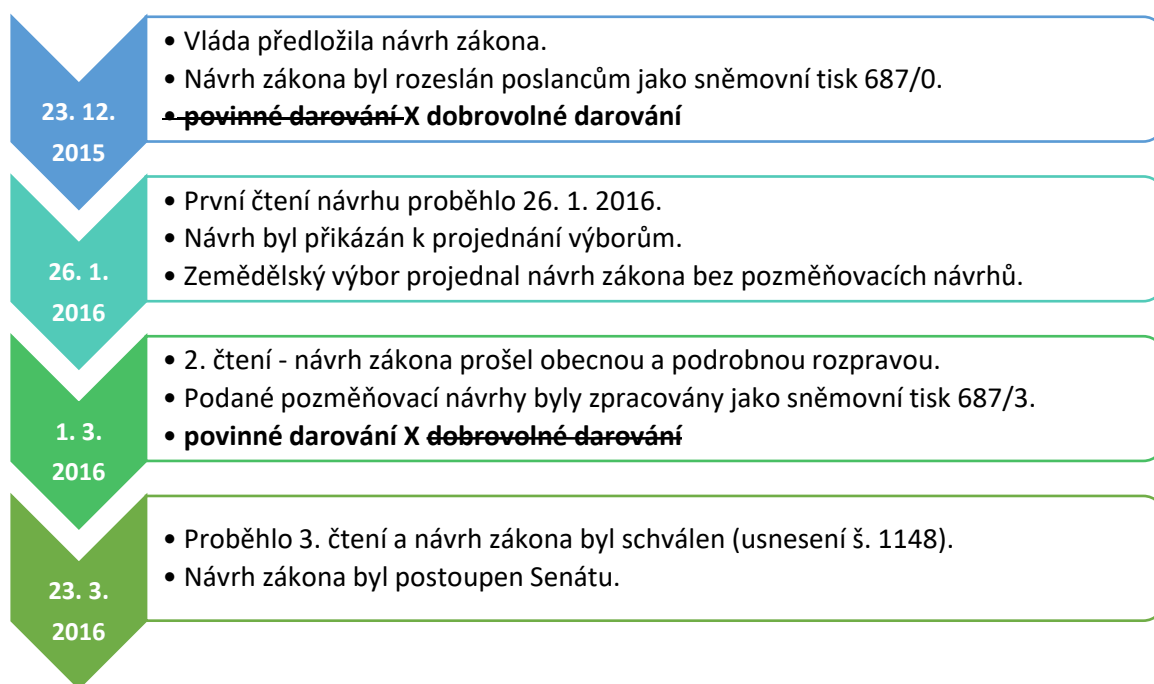 23. 12.
2015
• Vláda předložila návrh zákona.
• Návrh zákona byl rozeslán poslancům jako sněmovní tisk 687/0.
• povinné darování X dobrovolné darování
26. 1.
2016
• První čtení návrhu proběhlo 26. 1. 2016.
• Návrh byl přikázán k projednání výborům.
• Zemědělský výbor projednal návrh zákona bez pozměňovacích návrhů.
1. 3.
2016
• 2. čtení - návrh zákona prošel obecnou a podrobnou rozpravou.
• Podané pozměňovací návrhy byly zpracovány jako sněmovní tisk 687/3.
• povinné darování X dobrovolné darování
23. 3.
2016
• Proběhlo 3. čtení a návrh zákona byl schválen (usnesení š. 1148).
• Návrh zákona byl postoupen Senátu.